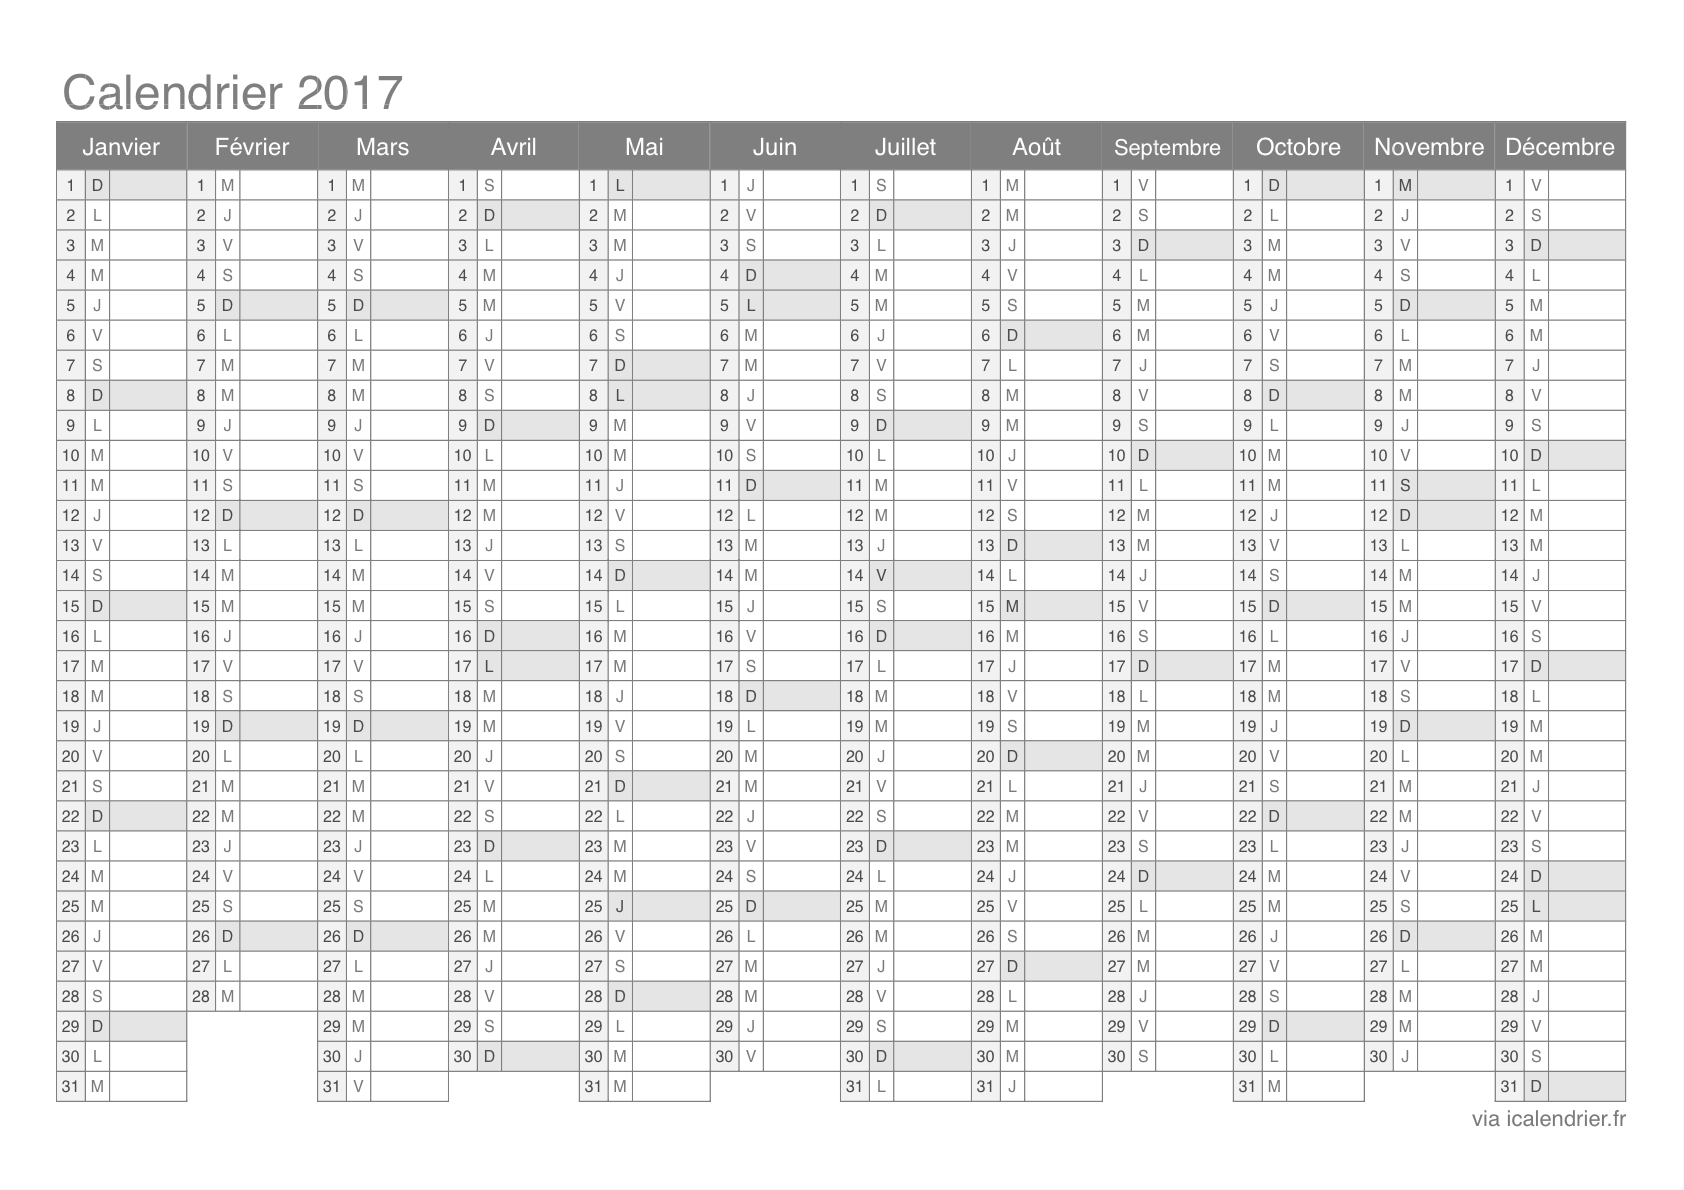 Calendrier 2017
Janvier Février Mars Avril Mai Juin Juillet Août Septembre Octobre Novembre Décembre
1 D 1 M 1 M 1 S 1 L 1 J 1 S 1 M 1 V 1 D 1 M 1 V
2 L 2 J 2 J 2 D 2 M 2 V 2 D 2 M 2 S 2 L 2 J 2 S
3 M 3 V 3 V 3 L 3 M 3 S 3 L 3 J 3 D 3 M 3 V 3 D
4 M 4 S 4 S 4 M 4 J 4 D 4 M 4 V 4 L 4 M 4 S 4 L
5 J 5 D 5 D 5 M 5 V 5 L 5 M 5 S 5 M 5 J 5 D 5 M
6 V 6 L 6 L 6 J 6 S 6 M 6 J 6 D 6 M 6 V 6 L 6 M
7 S 7 M 7 M 7 V 7 D 7 M 7 V 7 L 7 J 7 S 7 M 7 J
8 D 8 M 8 M 8 S 8 L 8 J 8 S 8 M 8 V 8 D 8 M 8 V
9 L 9 J 9 J 9 D 9 M 9 V 9 D 9 M 9 S 9 L 9 J 9 S
10 M 10 V 10 V 10 L 10 M 10 S 10 L 10 J 10 D 10 M 10 V 10 D
11 M 11 S 11 S 11 M 11 J 11 D 11 M 11 V 11 L 11 M 11 S 11 L
12 J 12 D 12 D 12 M 12 V 12 L 12 M 12 S 12 M 12 J 12 D 12 M
13 V 13 L 13 L 13 J 13 S 13 M 13 J 13 D 13 M 13 V 13 L 13 M
14 S 14 M 14 M 14 V 14 D 14 M 14 V 14 L 14 J 14 S 14 M 14 J
15 D 15 M 15 M 15 S 15 L 15 J 15 S 15 M 15 V 15 D 15 M 15 V
16 L 16 J 16 J 16 D 16 M 16 V 16 D 16 M 16 S 16 L 16 J 16 S
17 M 17 V 17 V 17 L 17 M 17 S 17 L 17 J 17 D 17 M 17 V 17 D
18 M 18 S 18 S 18 M 18 J 18 D 18 M 18 V 18 L 18 M 18 S 18 L
19 J 19 D 19 D 19 M 19 V 19 L 19 M 19 S 19 M 19 J 19 D 19 M
20 V 20 L 20 L 20 J 20 S 20 M 20 J 20 D 20 M 20 V 20 L 20 M
21 S 21 M 21 M 21 V 21 D 21 M 21 V 21 L 21 J 21 S 21 M 21 J
22 D 22 M 22 M 22 S 22 L 22 J 22 S 22 M 22 V 22 D 22 M 22 V
23 L 23 J 23 J 23 D 23 M 23 V 23 D 23 M 23 S 23 L 23 J 23 S
24 M 24 V 24 V 24 L 24 M 24 S 24 L 24 J 24 D 24 M 24 V 24 D
25 M 25 S 25 S 25 M 25 J 25 D 25 M 25 V 25 L 25 M 25 S 25 L
26 J 26 D 26 D 26 M 26 V 26 L 26 M 26 S 26 M 26 J 26 D 26 M
27 V 27 L 27 L 27 J 27 S 27 M 27 J 27 D 27 M 27 V 27 L 27 M
28 S 28 M 28 M 28 V 28 D 28 M 28 V 28 L 28 J 28 S 28 M 28 J
29 D 29 M 29 S 29 L 29 J 29 S 29 M 29 V 29 D 29 M 29 V
30 L 30 J 30 D 30 M 30 V 30 D 30 M 30 S 30 L 30 J 30 S
31 M 31 V 31 M 31 L 31 J 31 M 31 D
via icalendrier.fr